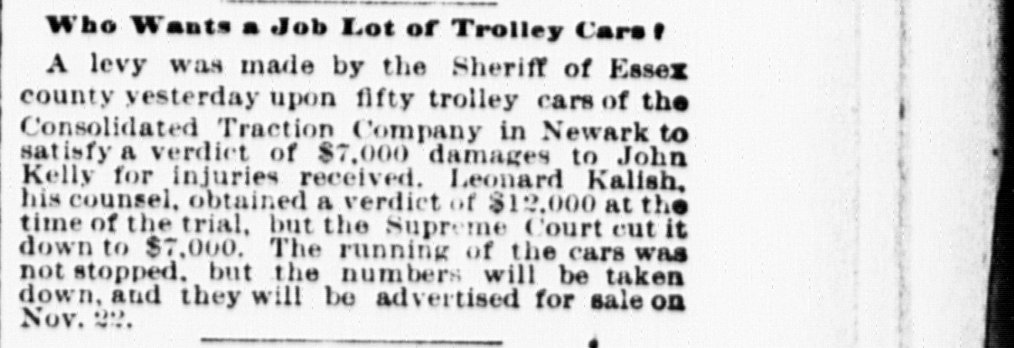 Who Wants a Job Lot of Trolley Cars?
A levy was made by the Sheriff of Essex
county yesterday upon fifty trolley cars of the
Consolidated Traction Company in Newark to
satisfy a verdict of $7,000 damages to John
Kelly for injuries received. Leonard Kalish,
his counsel, obtained a verdict of $12,000 at the
time of the trial, but the Supreme Court cut it
down to $7,000. The running of the cars was
not stopped, but the numbers will be taken
down, and they will be advertised for sale on
Nov. 22.